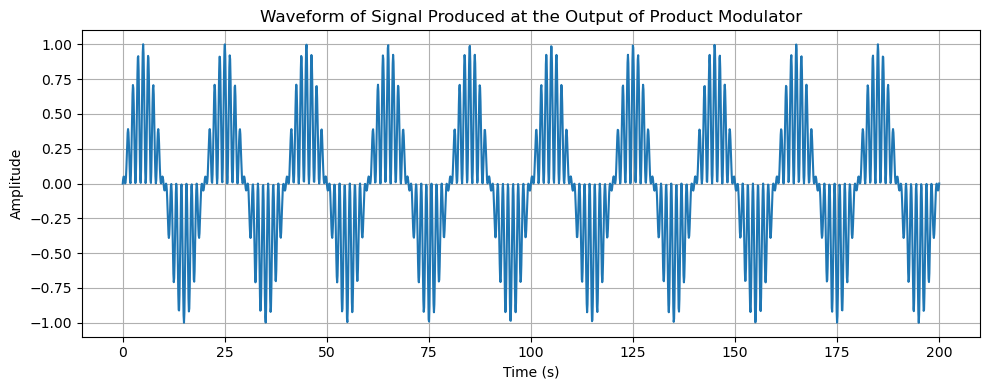 Waveform of Signal Produced at the Output of Product Modulator
1.00
0.75
0.50
0.25
0.00
−0.25
−0.50
−0.75
−1.00
Amplitude
0 25 50 75 100 125 150 175 200
Time (s)